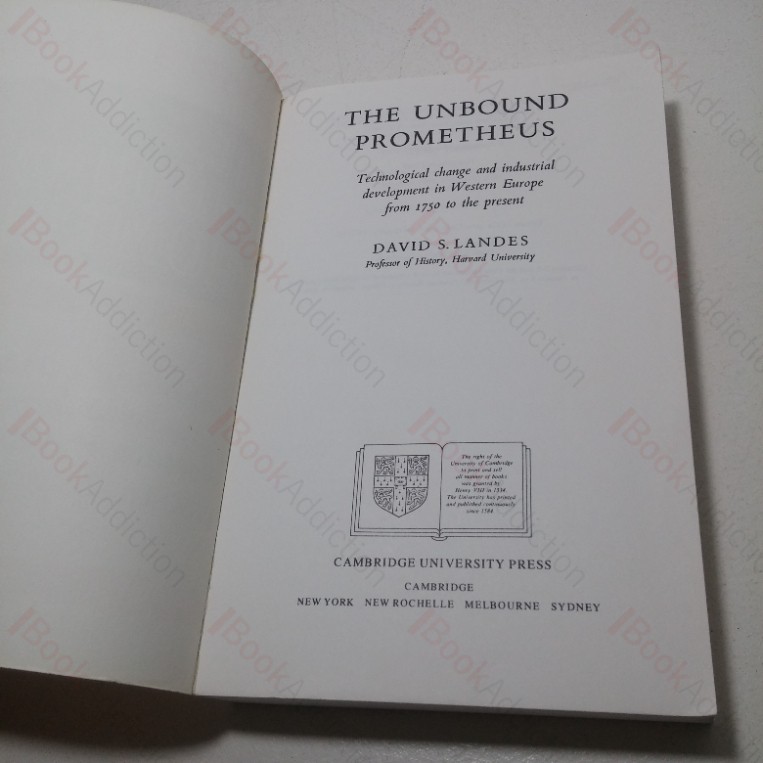 THE UNBOUND
PROMETHEUS
Technological change and industrial
development in Western Europe
from 1750 to the present
DAVID S. LANDES
Professor of History, Harvard University
The right of the
University of Cambridge
to print and sell
all manner of books
was granted by
Henry VIII in 1534.
The University has printed
and published continuously
since 1584.
CAMBRIDGE UNIVERSITY PRESS
CAMBRIDGE
NEW YORK NEW ROCHELLE MELBOURNE SYDNEY
BookAddiction